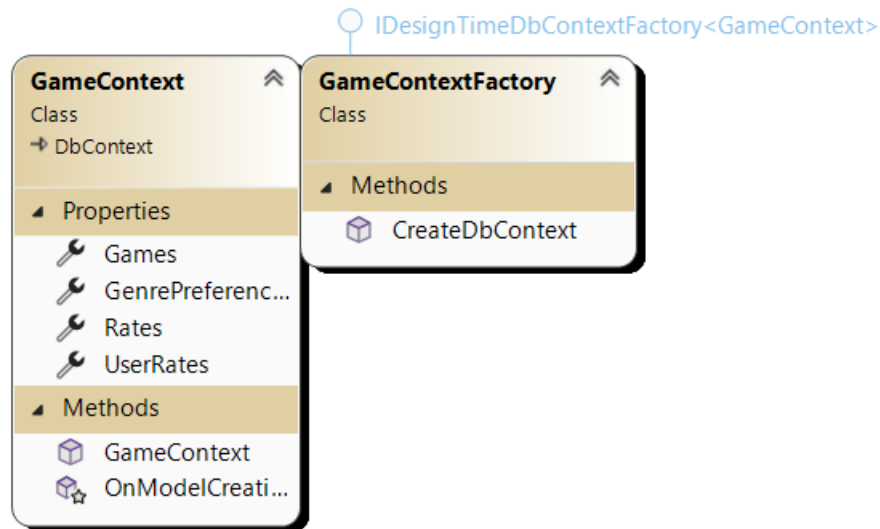 IDesignTimeDbContextFactory<GameContext>
GameContext
Class
DbContext
Properties
Games
GenrePreferenc...
Rates
UserRates
Methods
GameContext
OnModelCreati...
GameContextFactory
Class
Methods
CreateDbContext